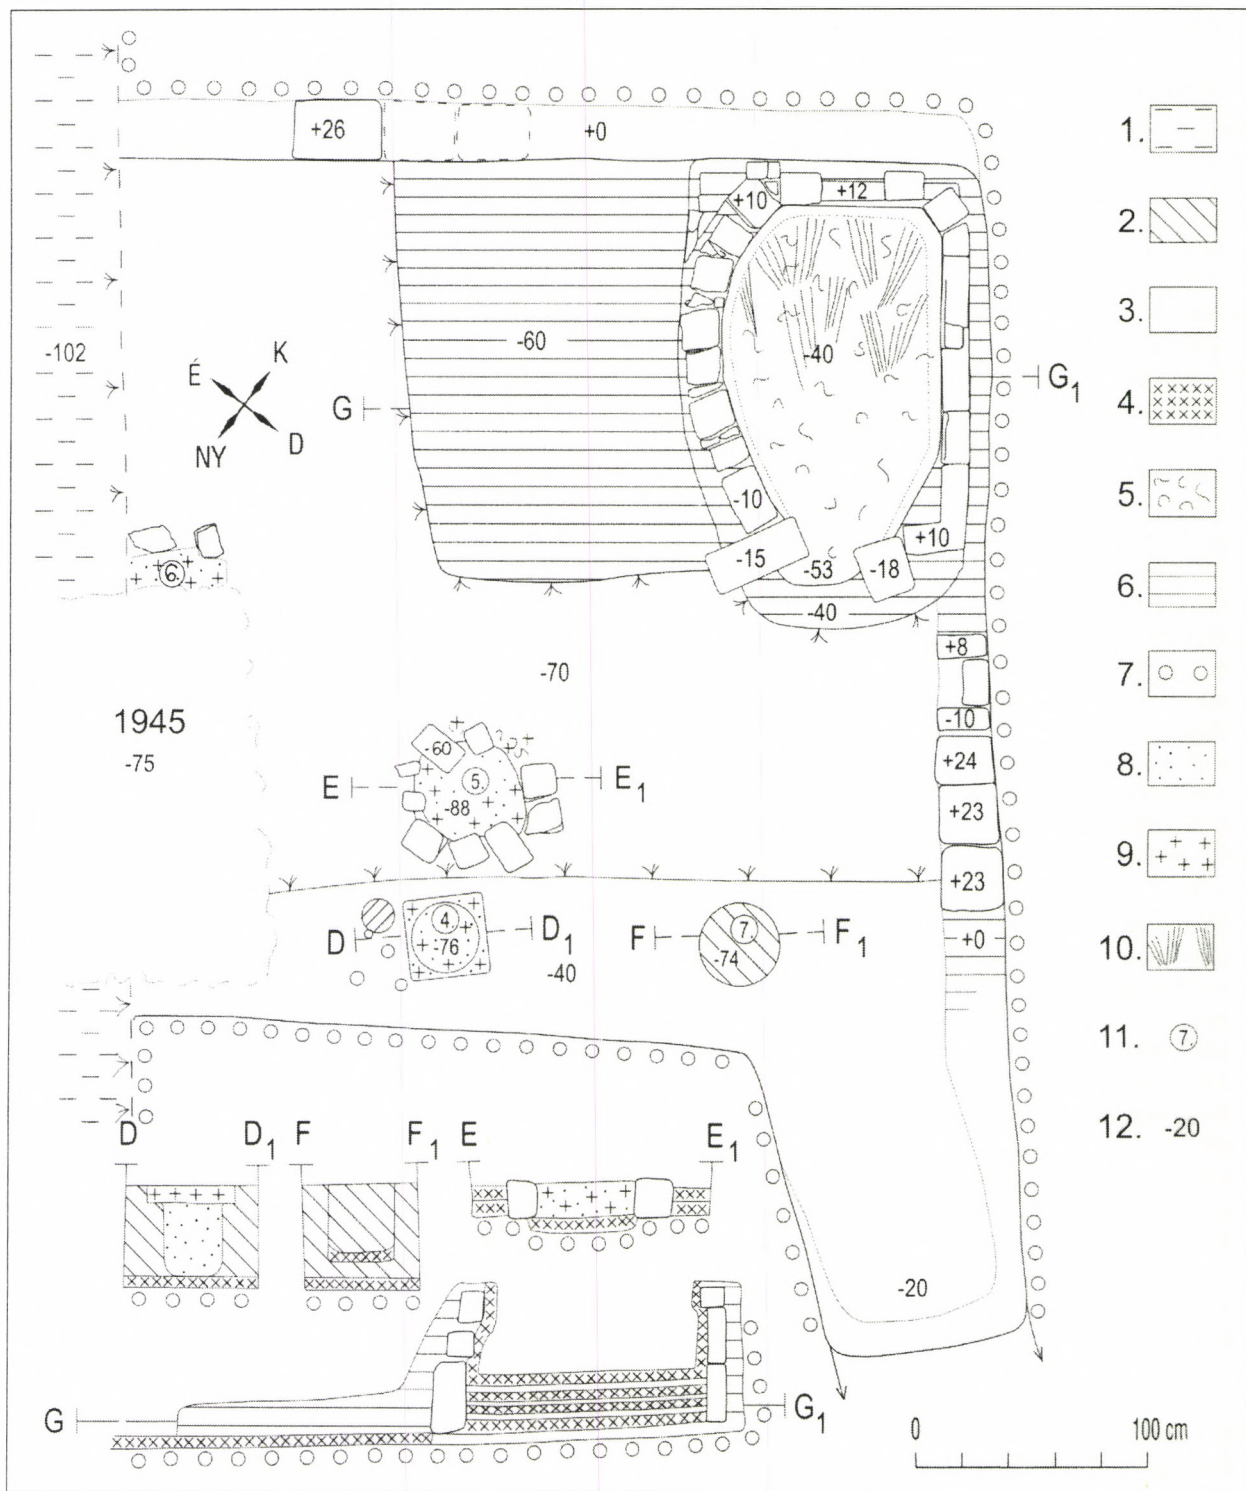 +26
+0
+10
+12
-102
-60
-40
É
K
NY
D
G
G1
-10
-15
-53
-18
+10
-40
6.
+8
-10
-70
1945
-75
-60
5.
-88
E
E1
+24
+23
+23
+0
D
4.
-76
D1
-40
F
7.
-74
F1
-20
D
D1
F
F1
E
E1
G
G1
0
100 cm
1.
2.
3.
4.
5.
6.
7.
8.
9.
10.
11. 7.
12. -20